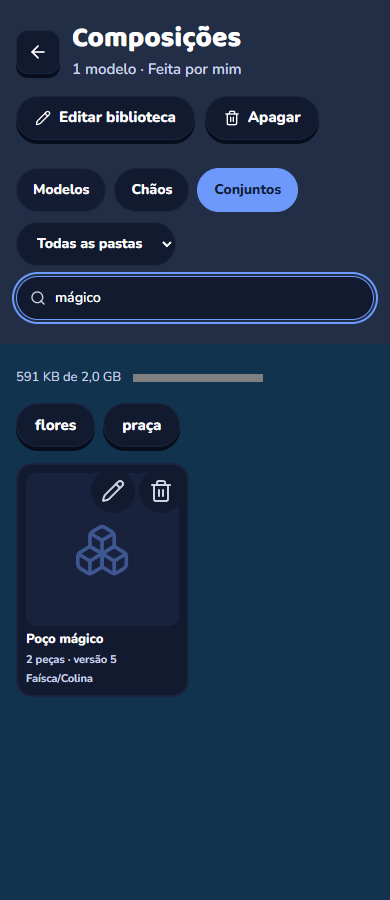 Composições
1 modelo · Feita por mim
Editar biblioteca
Apagar
Modelos
Chãos
Conjuntos
Todas as pastas
mágico
591 KB de 2,0 GB
flores
praça
Poço mágico
2 peças · versão 5
Faísca/Colina